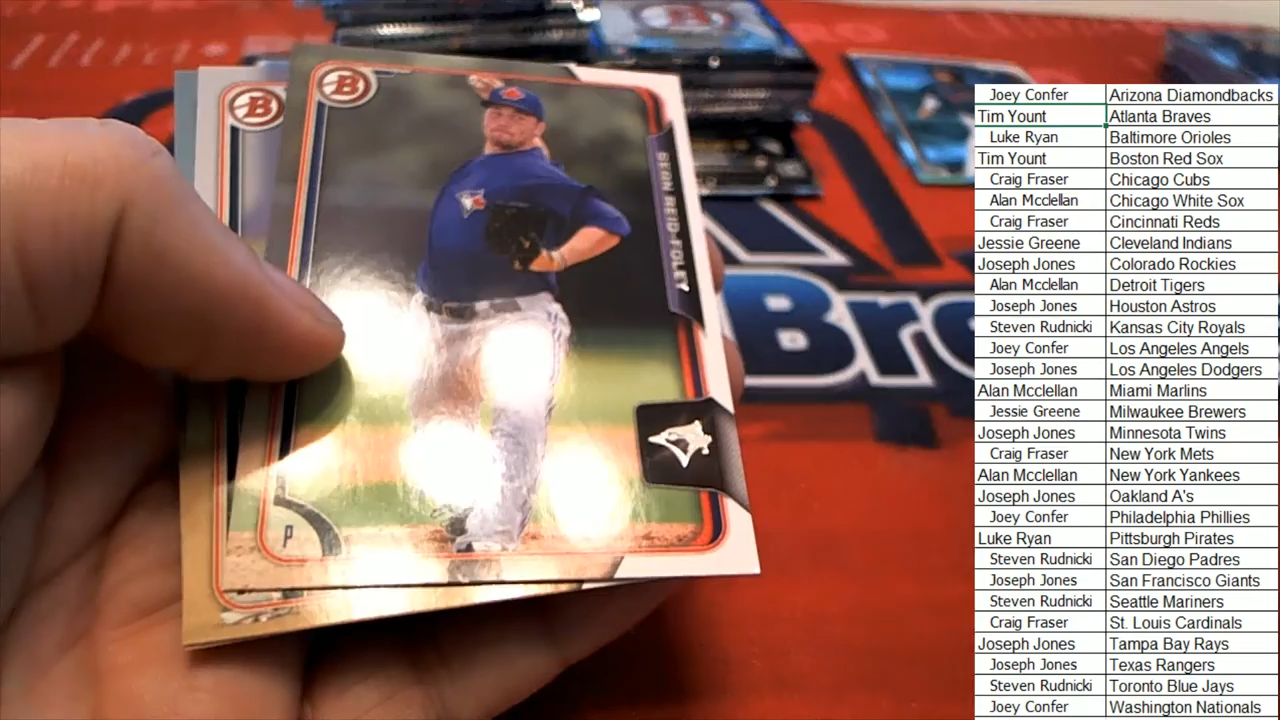 B
B
SEAN REID-FOLEY
P
Br
Joey Confer Arizona Diamondbacks
Tim Yount Atlanta Braves
Luke Ryan Baltimore Orioles
Tim Yount Boston Red Sox
Craig Fraser Chicago Cubs
Alan Mcclellan Chicago White Sox
Craig Fraser Cincinnati Reds
Jessie Greene Cleveland Indians
Joseph Jones Colorado Rockies
Alan Mcclellan Detroit Tigers
Joseph Jones Houston Astros
Steven Rudnicki Kansas City Royals
Joey Confer Los Angeles Angels
Joseph Jones Los Angeles Dodgers
Alan Mcclellan Miami Marlins
Jessie Greene Milwaukee Brewers
Joseph Jones Minnesota Twins
Craig Fraser New York Mets
Alan Mcclellan New York Yankees
Joseph Jones Oakland A's
Joey Confer Philadelphia Phillies
Luke Ryan Pittsburgh Pirates
Steven Rudnicki San Diego Padres
Joseph Jones San Francisco Giants
Steven Rudnicki Seattle Mariners
Craig Fraser St. Louis Cardinals
Joseph Jones Tampa Bay Rays
Joseph Jones Texas Rangers
Steven Rudnicki Toronto Blue Jays
Joey Confer Washington Nationals